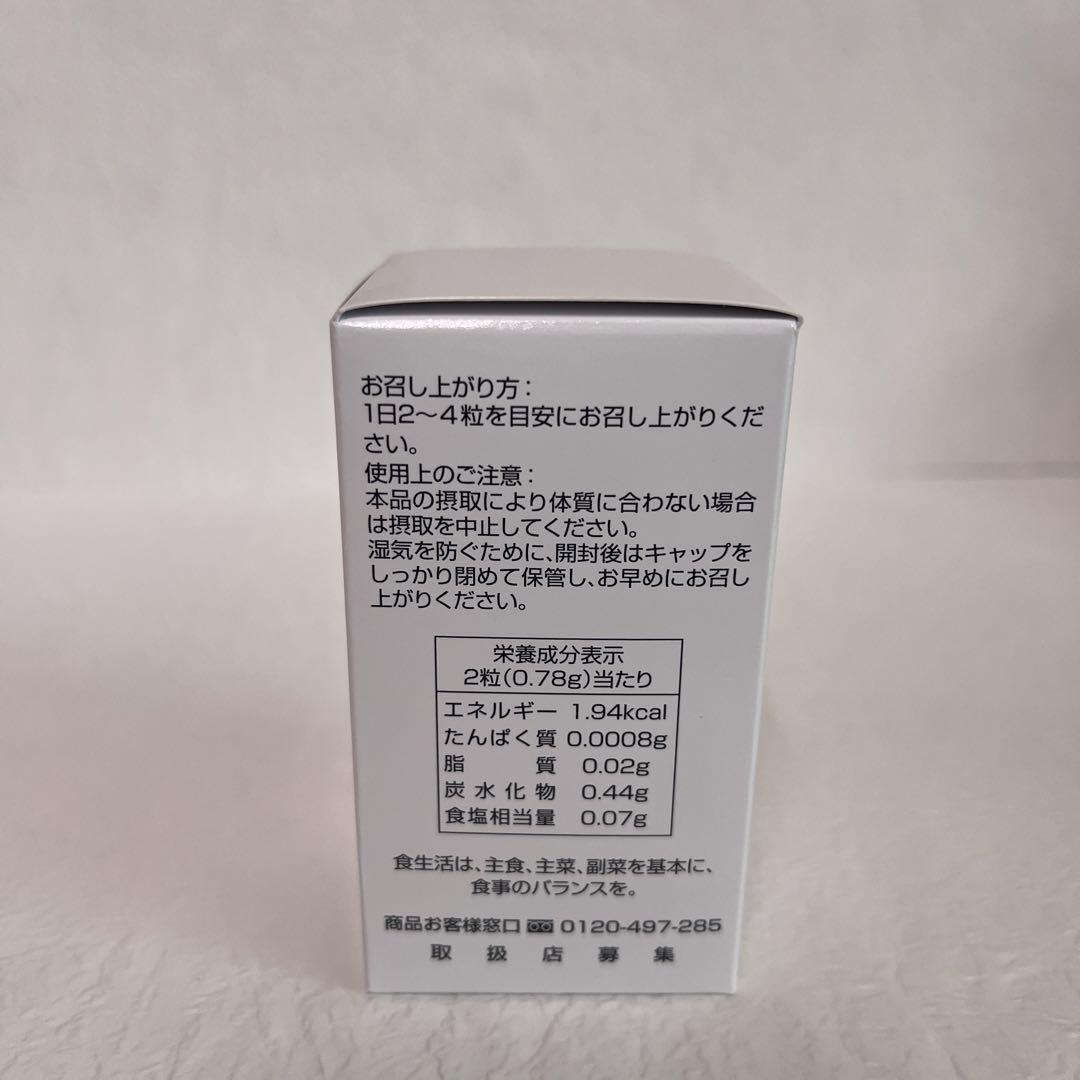 お召し上がり方：
1日2～4粒を目安にお召し上がりくだ
さい。
使用上のご注意：
本品の摂取により体質に合わない場合
は摂取を中止してください。
湿気を防ぐために、開封後はキャップを
しっかり閉めて保管し、お早めにお召し
上がりください。
栄養成分表示
2粒(0.78g)当たり
エネルギー 1.94kcal
たんぱく質 0.0008g
脂質 0.02g
炭水化物 0.44g
食塩相当量 0.07g
食生活は、主食、主菜、副菜を基本に、
食事のバランスを。
商品お客様窓口 0120-497-285
取扱店募集